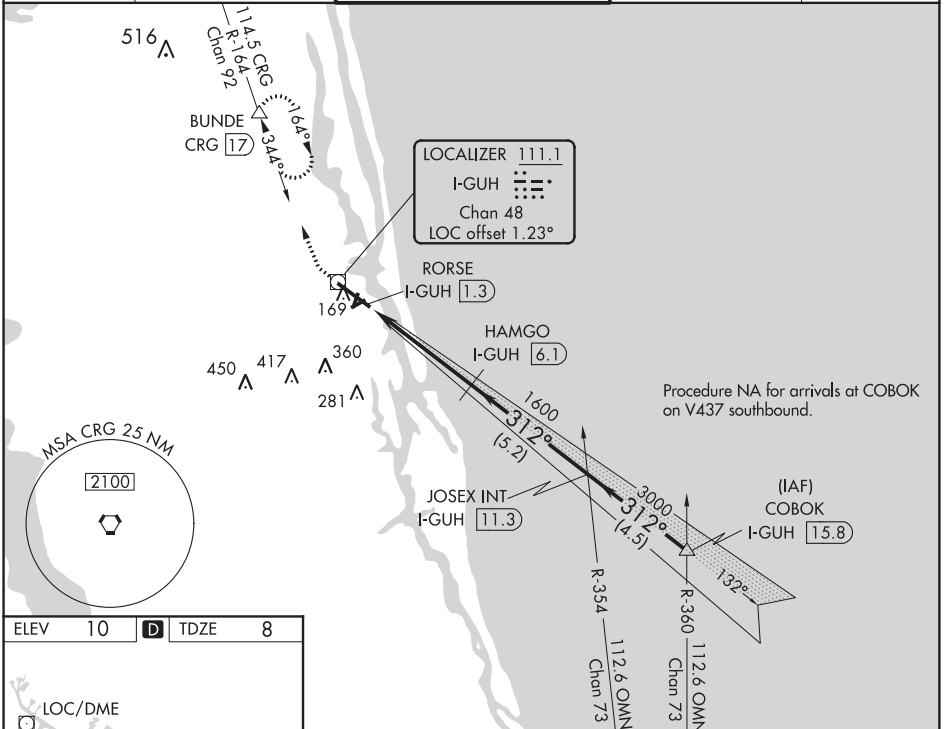 516
114.5 CRG
R-164
Chan 92
BUNDE
CRG 17
164°
344°
LOCALIZER 111.1
I-GUH
Chan 48
LOC offset 1.23°
RORSE
I-GUH 1.3
169
HAMGO
I-GUH 6.1
450
417
360
281
1600
312°
(5.2)
Procedure NA for arrivals at COBOK
on V437 southbound.
MSA CRG 25 NM
2100
JOSEX INT
I-GUH 11.3
3000
312°
(4.5)
(IAF)
COBOK
I-GUH 15.8
132°
R-354
112.6 OMN
Chan 73
R-360
112.6 OMN
Chan 73
ELEV 10 D TDZE 8
LOC/DME